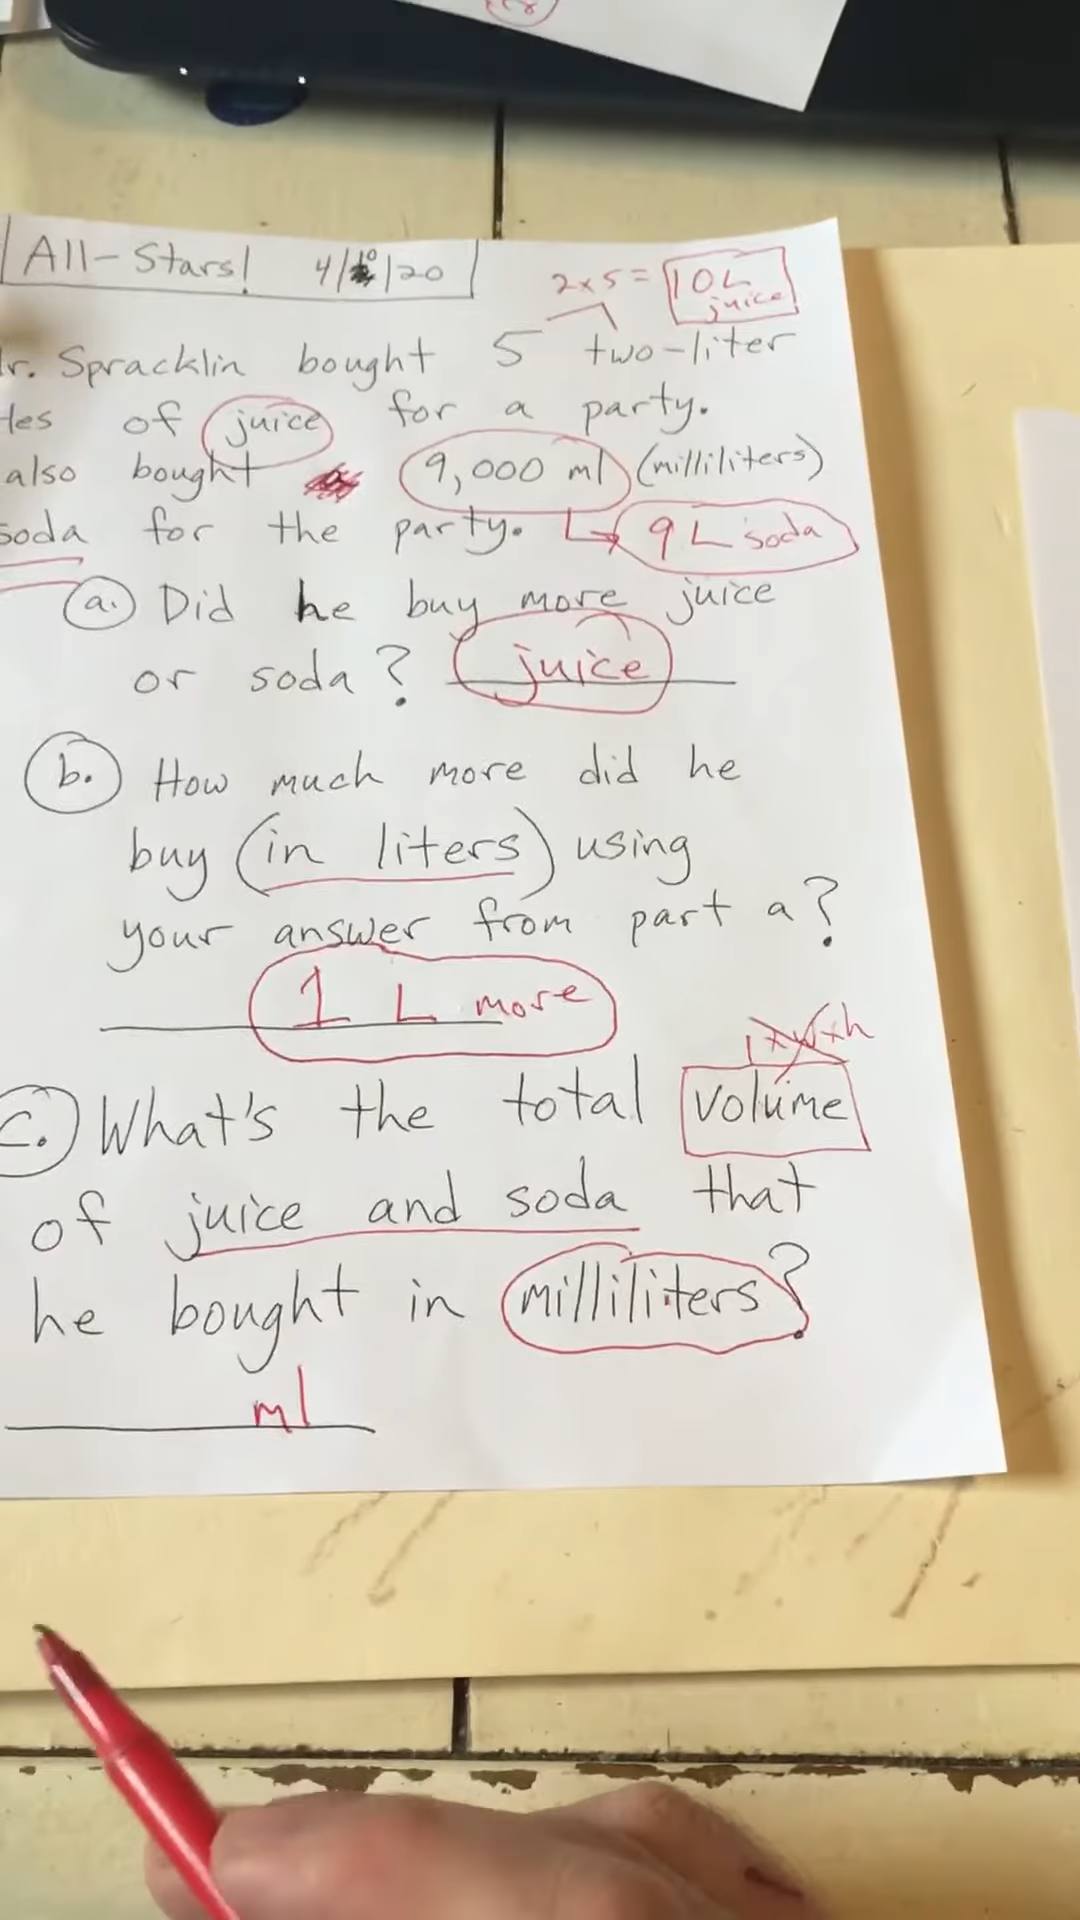 All-Stars! 4/10/20
2x5 = 10L
juice
Spracklin bought 5 two-liter
of juice for a party.
also bought 9,000 ml (milliliters)
soda for the party. 9 L soda
a. Did he buy more juice
or soda? juice
b. How much more did he
buy (in liters) using
your answer from part a?
1 L more
lxwxh
c. What's the total volume
of juice and soda that
he bought in milliliters?
ml